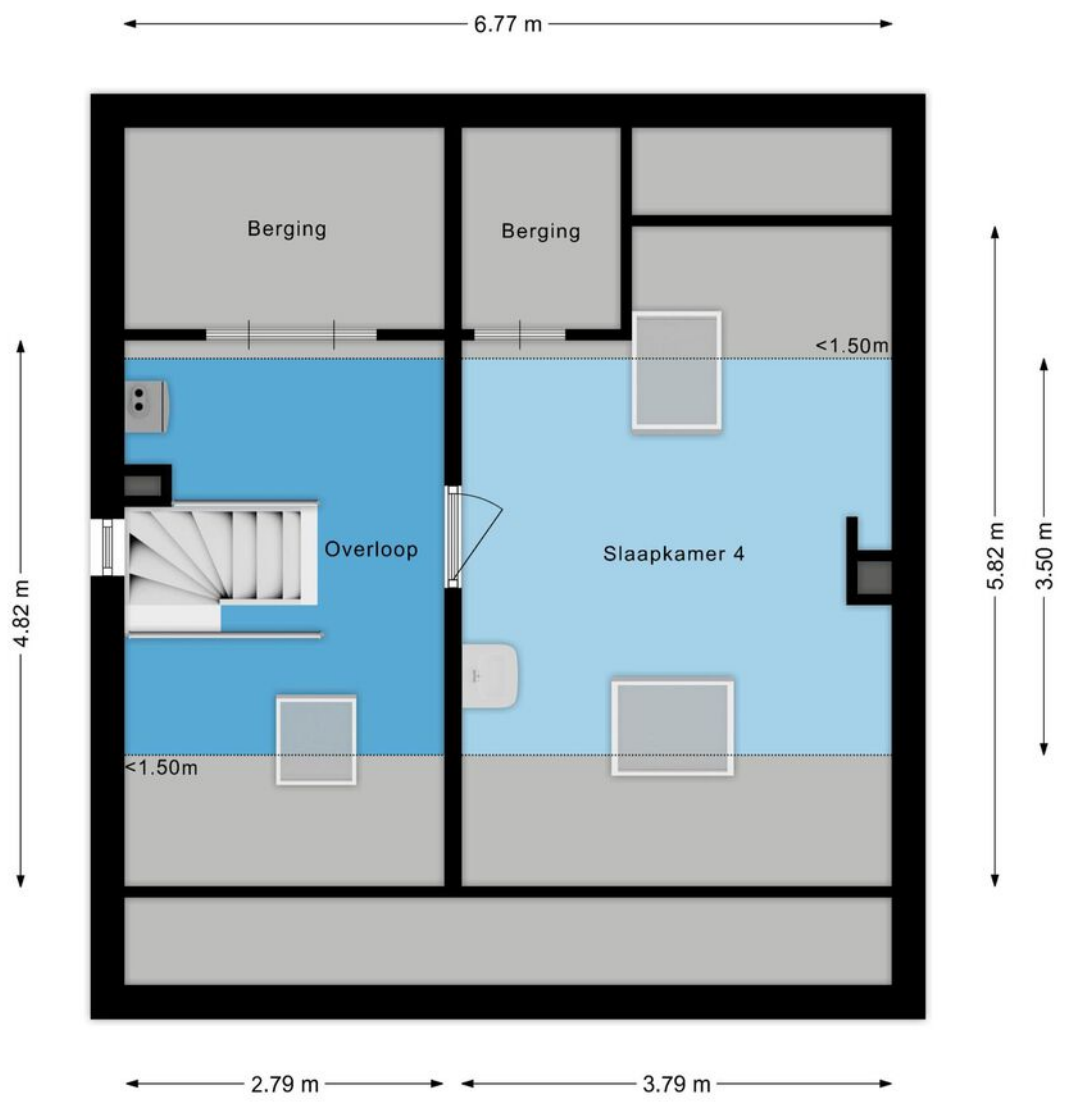 6.77 m
Berging
Berging
<1.50m
Overloop
Slaapkamer 4
4.82 m
5.82 m
3.50 m
<1.50m
2.79 m
3.79 m